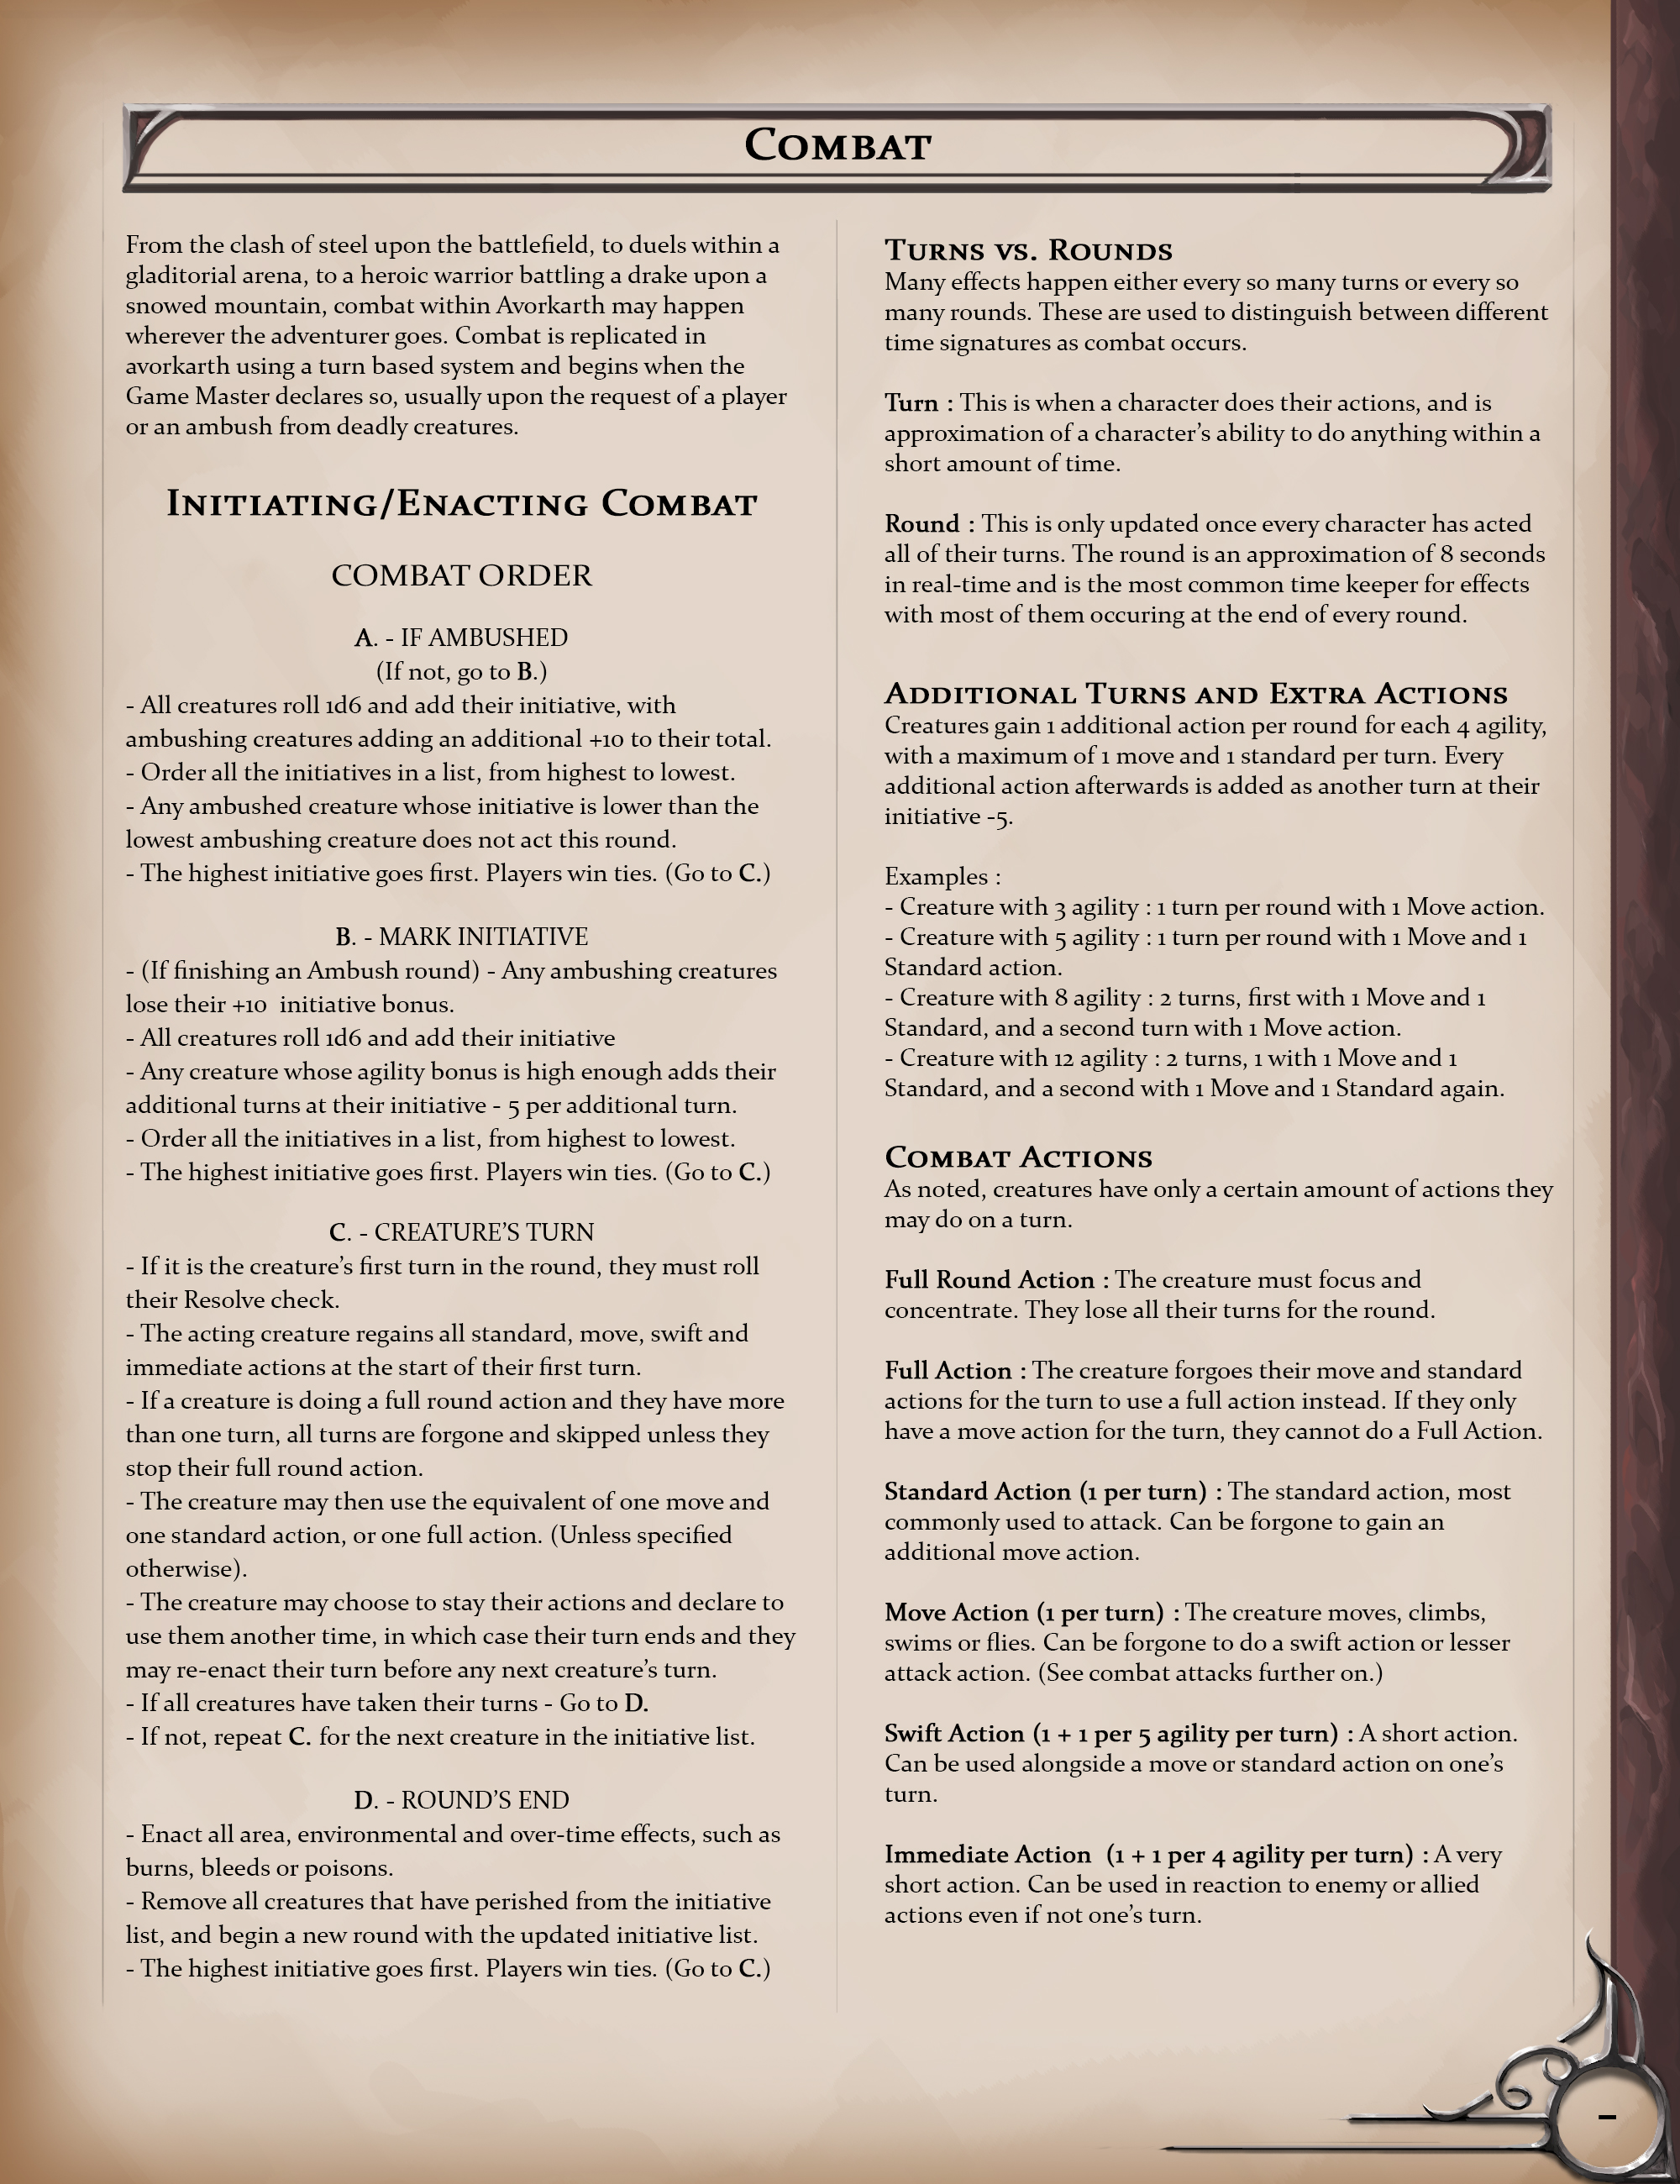 Combat
From the clash of steel upon the battlefield, to duels within a
gladitorial arena, to a heroic warrior battling a drake upon a
snowed mountain, combat within Avorkarth may happen
wherever the adventurer goes. Combat is replicated in
avorkarth using a turn based system and begins when the
Game Master declares so, usually upon the request of a player
or an ambush from deadly creatures.
Initiating/Enacting Combat
COMBAT ORDER
A. - IF AMBUSHED
(If not, go to B.)
- All creatures roll 1d6 and add their initiative, with
ambushing creatures adding an additional +10 to their total.
- Order all the initiatives in a list, from highest to lowest.
- Any ambushed creature whose initiative is lower than the
lowest ambushing creature does not act this round.
- The highest initiative goes first. Players win ties. (Go to C.)
B. - MARK INITIATIVE
- (If finishing an Ambush round) - Any ambushing creatures
lose their +10  initiative bonus.
- All creatures roll 1d6 and add their initiative
- Any creature whose agility bonus is high enough adds their
additional turns at their initiative - 5 per additional turn.
- Order all the initiatives in a list, from highest to lowest.
- The highest initiative goes first. Players win ties. (Go to C.)
C. - CREATURE'S TURN
- If it is the creature's first turn in the round, they must roll
their Resolve check.
- The acting creature regains all standard, move, swift and
immediate actions at the start of their first turn.
- If a creature is doing a full round action and they have more
than one turn, all turns are forgone and skipped unless they
stop their full round action.
- The creature may then use the equivalent of one move and
one standard action, or one full action. (Unless specified
otherwise).
- The creature may choose to stay their actions and declare to
use them another time, in which case their turn ends and they
may re-enact their turn before any next creature's turn.
- If all creatures have taken their turns - Go to D.
- If not, repeat C. for the next creature in the initiative list.
D. - ROUND'S END
- Enact all area, environmental and over-time effects, such as
burns, bleeds or poisons.
- Remove all creatures that have perished from the initiative
list, and begin a new round with the updated initiative list.
- The highest initiative goes first. Players win ties. (Go to C.)
Turns vs. Rounds
Many effects happen either every so many turns or every so
many rounds. These are used to distinguish between different
time signatures as combat occurs.
Turn : This is when a character does their actions, and is
approximation of a character's ability to do anything within a
short amount of time.
Round : This is only updated once every character has acted
all of their turns. The round is an approximation of 8 seconds
in real-time and is the most common time keeper for effects
with most of them occuring at the end of every round.
Additional Turns and Extra Actions
Creatures gain 1 additional action per round for each 4 agility,
with a maximum of 1 move and 1 standard per turn. Every
additional action afterwards is added as another turn at their
initiative -5.
Examples :
- Creature with 3 agility : 1 turn per round with 1 Move action.
- Creature with 5 agility : 1 turn per round with 1 Move and 1
Standard action.
- Creature with 8 agility : 2 turns, first with 1 Move and 1
Standard, and a second turn with 1 Move action.
- Creature with 12 agility : 2 turns, 1 with 1 Move and 1
Standard, and a second with 1 Move and 1 Standard again.
Combat Actions
As noted, creatures have only a certain amount of actions they
may do on a turn.
Full Round Action : The creature must focus and
concentrate. They lose all their turns for the round.
Full Action : The creature forgoes their move and standard
actions for the turn to use a full action instead. If they only
have a move action for the turn, they cannot do a Full Action.
Standard Action (1 per turn) : The standard action, most
commonly used to attack. Can be forgone to gain an
additional move action.
Move Action (1 per turn) : The creature moves, climbs,
swims or flies. Can be forgone to do a swift action or lesser
attack action. (See combat attacks further on.)
Swift Action (1 + 1 per 5 agility per turn) : A short action.
Can be used alongside a move or standard action on one's
turn.
Immediate Action  (1 + 1 per 4 agility per turn) : A very
short action. Can be used in reaction to enemy or allied
actions even if not one's turn.
-